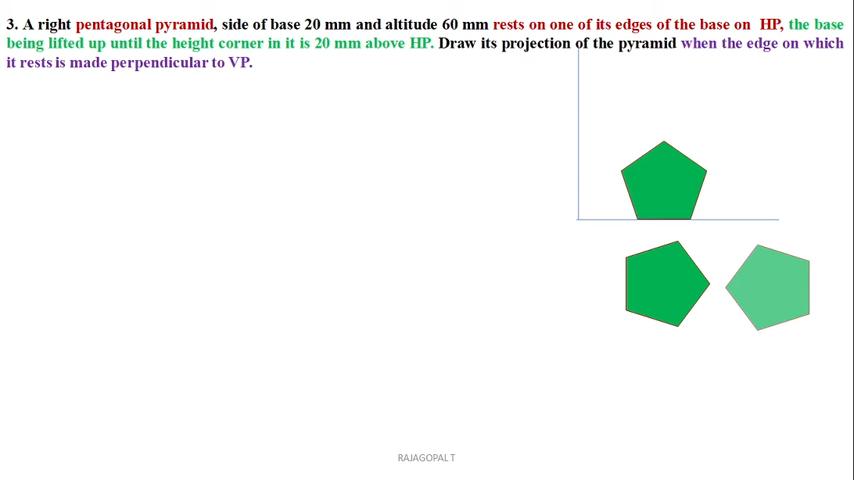 3. A right pentagonal pyramid, side of base 20 mm and altitude 60 mm rests on one of its edges of the base on HP, the base
being lifted up until the height corner in it is 20 mm above HP. Draw its projection of the pyramid when the edge on which
it rests is made perpendicular to VP.
RAJAGOPAL T